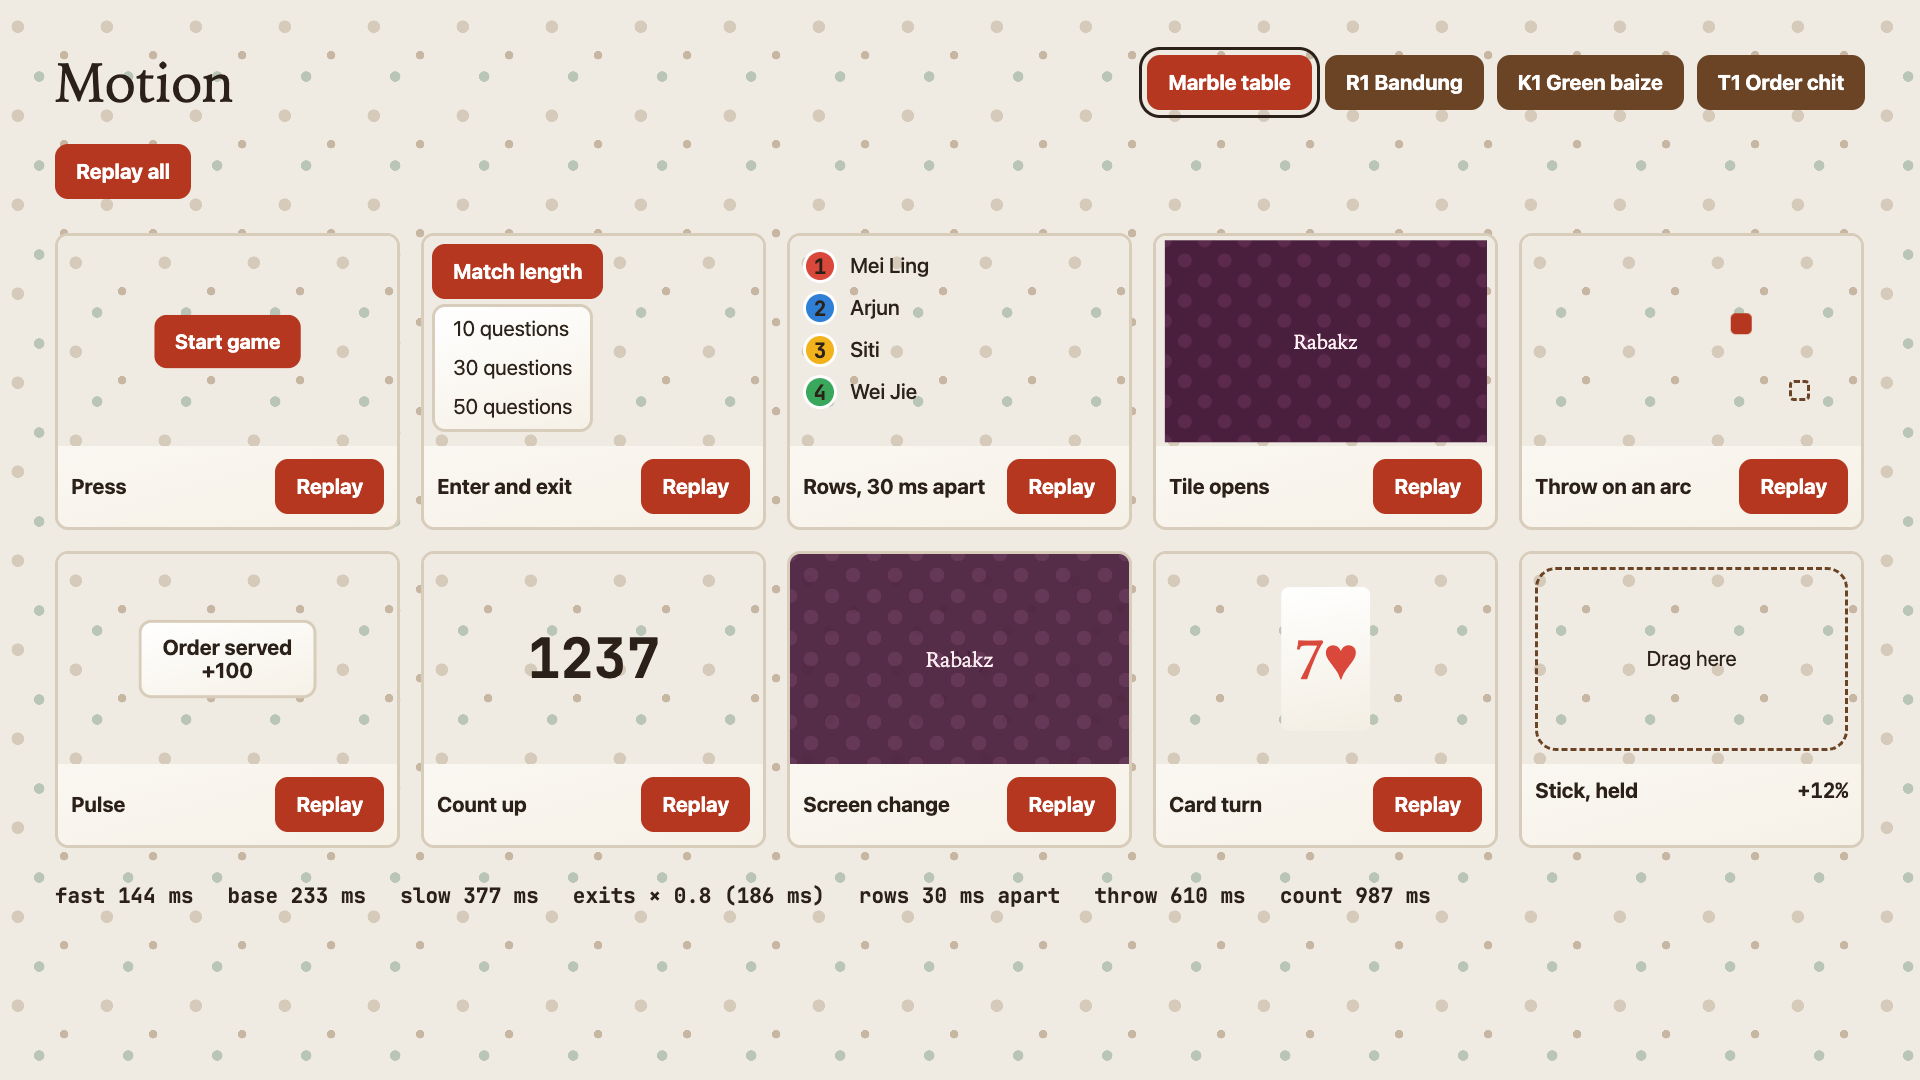 Motion
Marble table
R1 Bandung
K1 Green baize
T1 Order chit
Replay all
Start game
Press
Replay
Match length
10 questions
30 questions
50 questions
Enter and exit
Replay
1 Mei Ling
2 Arjun
3 Siti
4 Wei Jie
Rows, 30 ms apart
Replay
Rabakz
Tile opens
Replay
Throw on an arc
Replay
Order served
+100
Pulse
Replay
1237
Count up
Replay
Rabakz
Screen change
Replay
7♥
Card turn
Replay
Drag here
Stick, held
+12%
fast 144 ms base 233 ms slow 377 ms exits × 0.8 (186 ms) rows 30 ms apart throw 610 ms count 987 ms